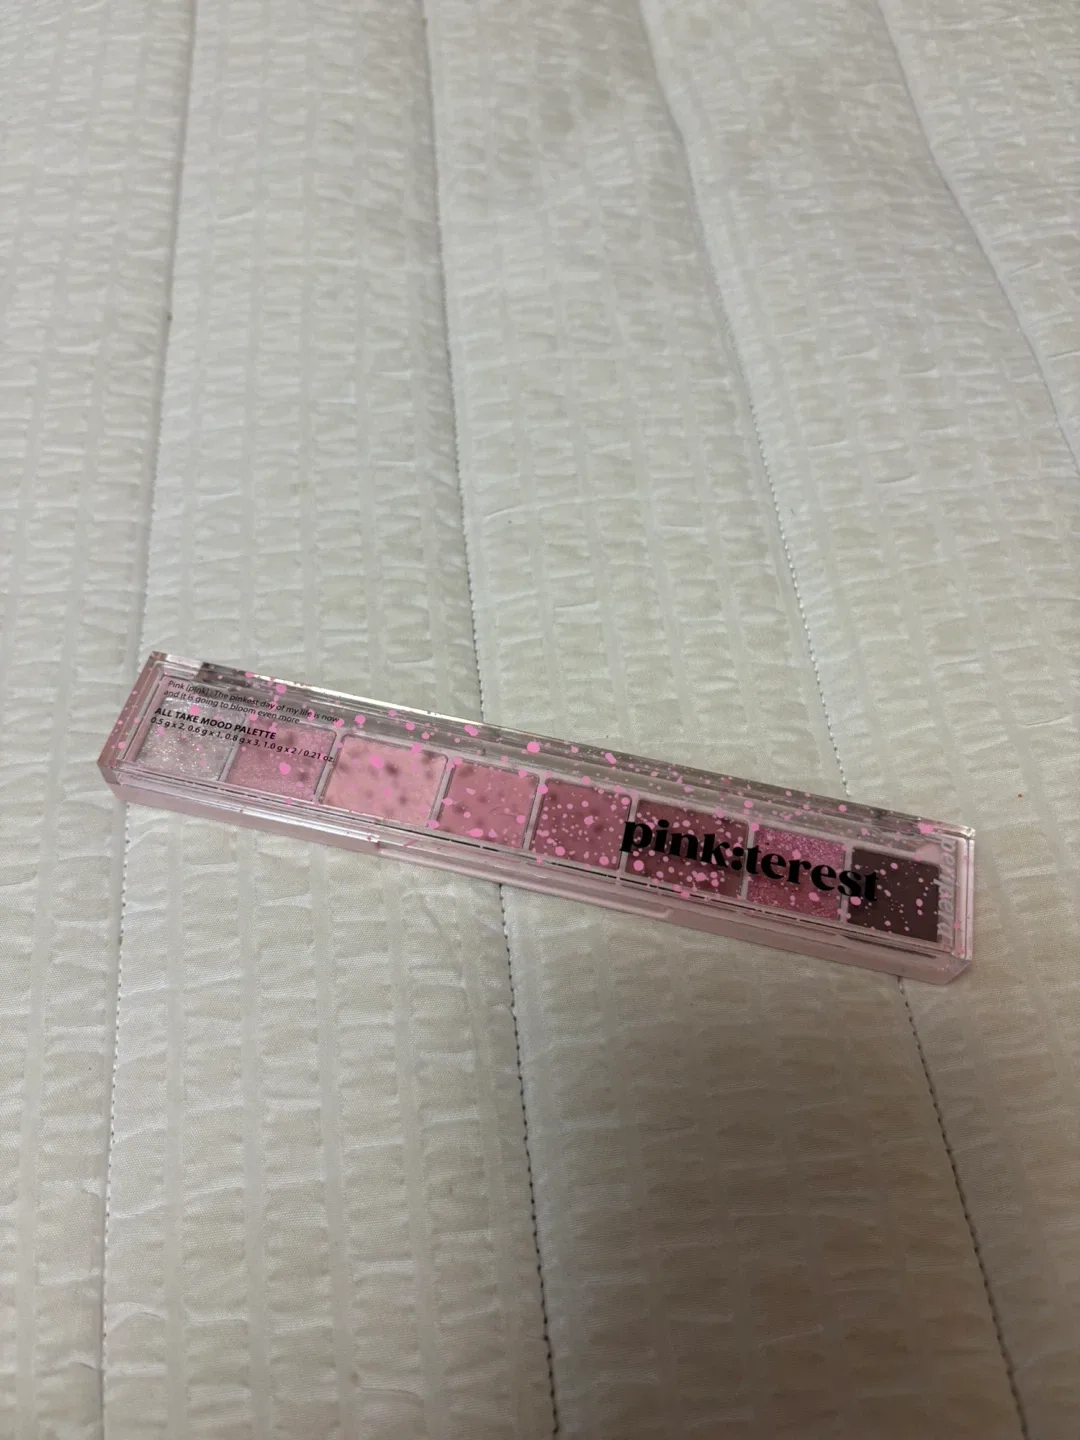 Pink [pink] : The pinkest day of my life is now
and it is going to bloom even more
ALL TAKE MOOD PALETTE
0.5 g x 2, 0.6 g x 1, 0.8 g x 3, 1.0 g x 2 / 0.21 oz.
pink:terest